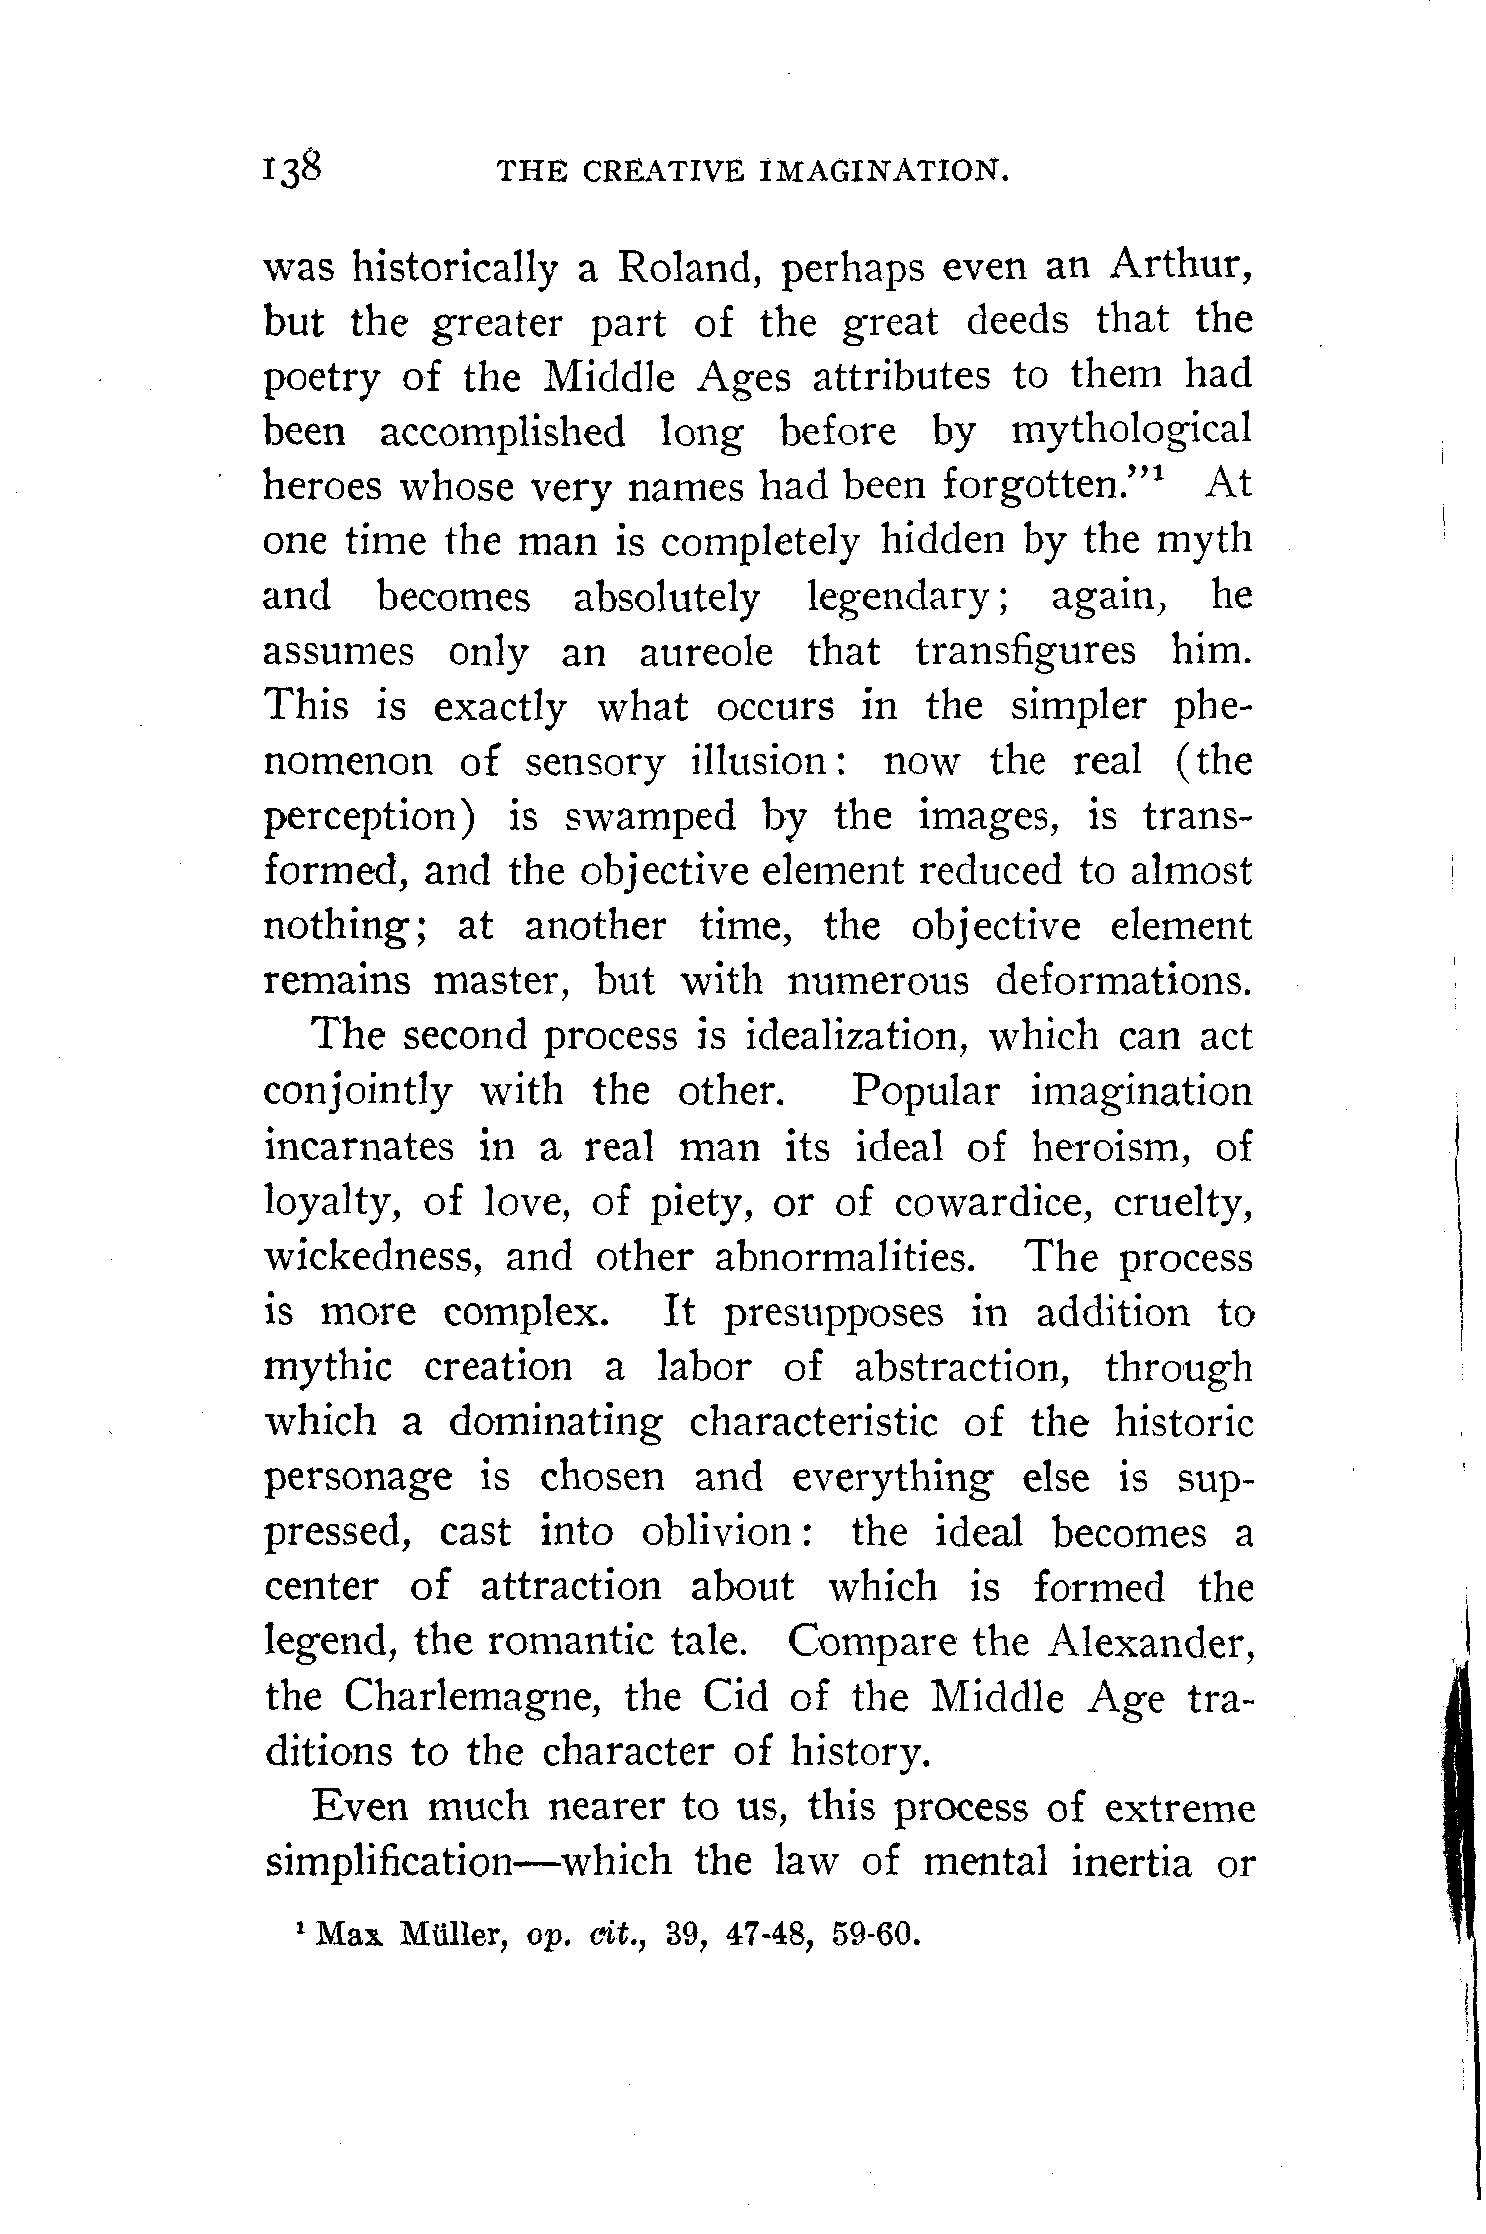 138 THE CREATIVE IMAGINATION.
was historically a Roland, perhaps even an Arthur,
but the greater part of the great deeds that the
poetry of the Middle Ages attributes to them had
been accomplished long before by mythological
heroes whose very names had been forgotten."¹ At
one time the man is completely hidden by the myth
and becomes absolutely legendary; again, he
assumes only an aureole that transfigures him.
This is exactly what occurs in the simpler phe-
nomenon of sensory illusion: now the real (the
perception) is swamped by the images, is trans-
formed, and the objective element reduced to almost
nothing; at another time, the objective element
remains master, but with numerous deformations.
The second process is idealization, which can act
conjointly with the other. Popular imagination
incarnates in a real man its ideal of heroism, of
loyalty, of love, of piety, or of cowardice, cruelty,
wickedness, and other abnormalities. The process
is more complex. It presupposes in addition to
mythic creation a labor of abstraction, through
which a dominating characteristic of the historic
personage is chosen and everything else is sup-
pressed, cast into oblivion: the ideal becomes a
center of attraction about which is formed the
legend, the romantic tale. Compare the Alexander,
the Charlemagne, the Cid of the Middle Age tra-
ditions to the character of history.
Even much nearer to us, this process of extreme
simplification—which the law of mental inertia or
¹ Max Müller, op. cit., 39, 47-48, 59-60.